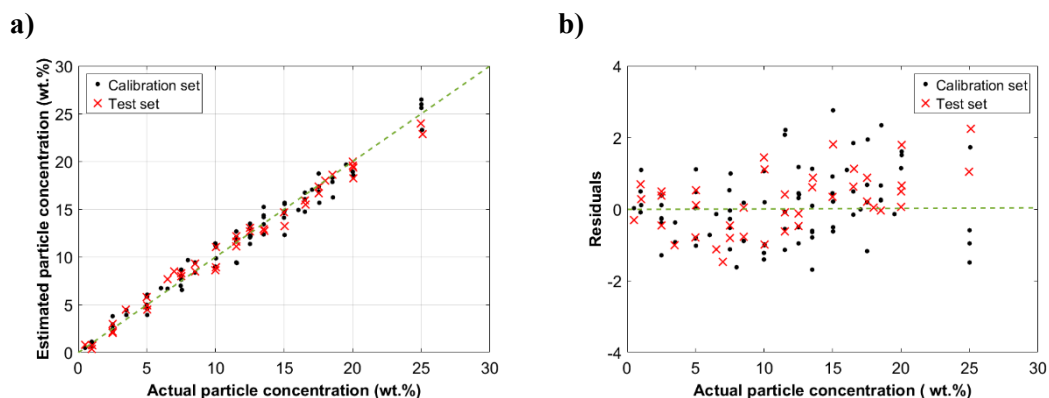 a)
Estimated particle concentration (wt.%)
30
25
20
15
10
5
0
Calibration set
Test set
0 5 10 15 20 25 30
Actual particle concentration (wt.%)
b)
Residuals
4
2
0
-2
-4
Calibration set
Test set
0 5 10 15 20 25 30
Actual particle concentration ( wt.%)